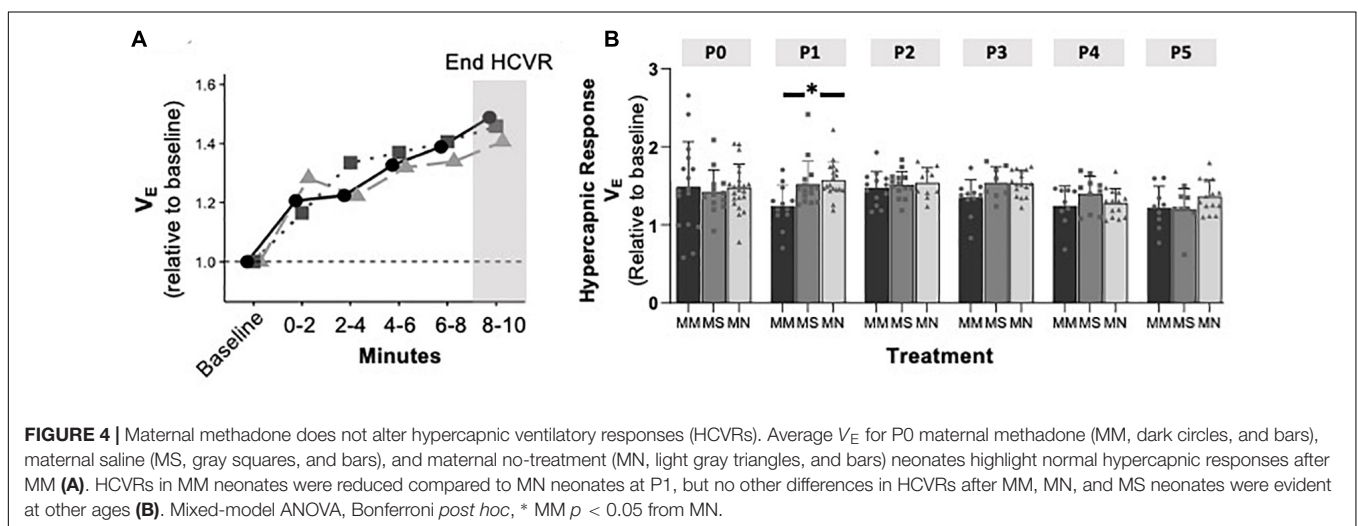 A
End HCVR
1.6
1.4
1.2
1.0
V_E
(relative to baseline)
Baseline
0-2
2-4
4-6
6-8
8-10
Minutes
B
P0
P1
P2
P3
P4
P5
*
3
2
1
0
Hypercapnic Response
V_E
(Relative to baseline)
MM MS MN
MM MS MN
MM MS MN
MM MS MN
MM MS MN
MM MS MN
Treatment
FIGURE 4 | Maternal methadone does not alter hypercapnic ventilatory responses (HCVRs). Average V_E for P0 maternal methadone (MM, dark circles, and bars),
maternal saline (MS, gray squares, and bars), and maternal no-treatment (MN, light gray triangles, and bars) neonates highlight normal hypercapnic responses after
MM (A). HCVRs in MM neonates were reduced compared to MN neonates at P1, but no other differences in HCVRs after MM, MN, and MS neonates were evident
at other ages (B). Mixed-model ANOVA, Bonferroni post hoc, * MM p < 0.05 from MN.